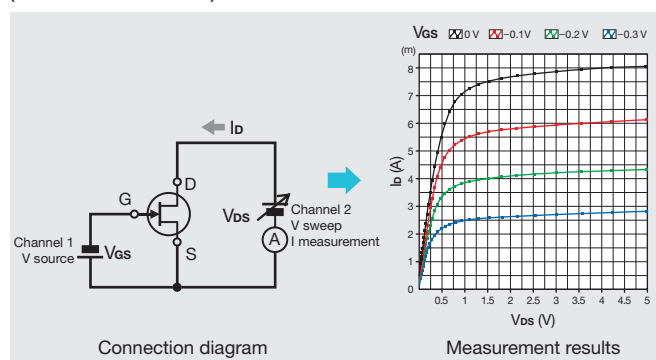 VGS 0 V -0.1V -0.2 V -0.3 V
(m)
8
7
6
5
4
3
2
1
0
ID (A)
0.5 1 1.5 2 2.5 3 3.5 4 4.5 5
VDS (V)
Measurement results
ID
D
G
S
VDS
Channel 2
V sweep
I measurement
A
Channel 1
V source
VGS
Connection diagram